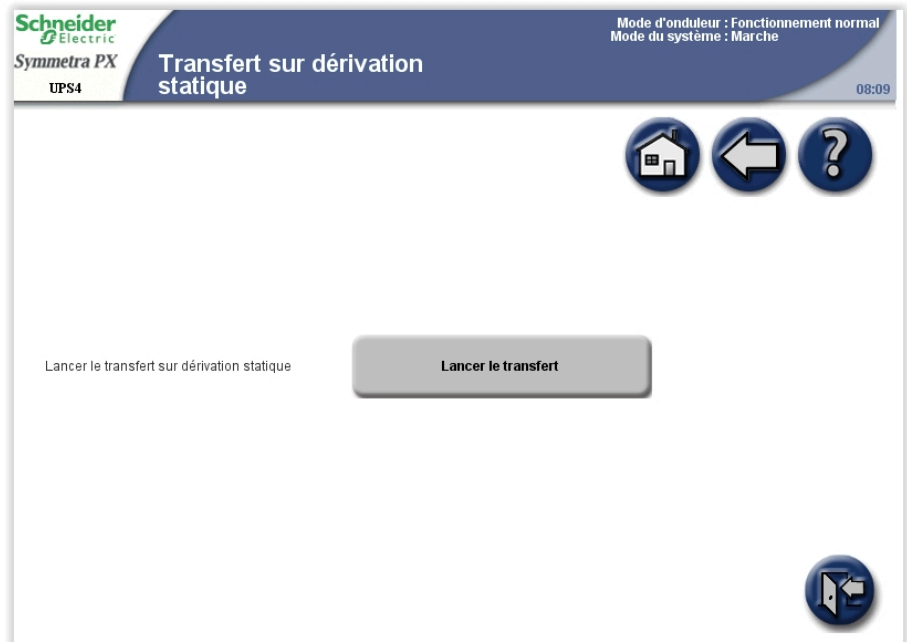 Schneider
Electric
Symmetra PX
UPS4
Transfert sur dérivation
statique
Mode d'onduleur : Fonctionnement normal
Mode du système : Marche
08:09
?
Lancer le transfert sur dérivation statique
Lancer le transfert